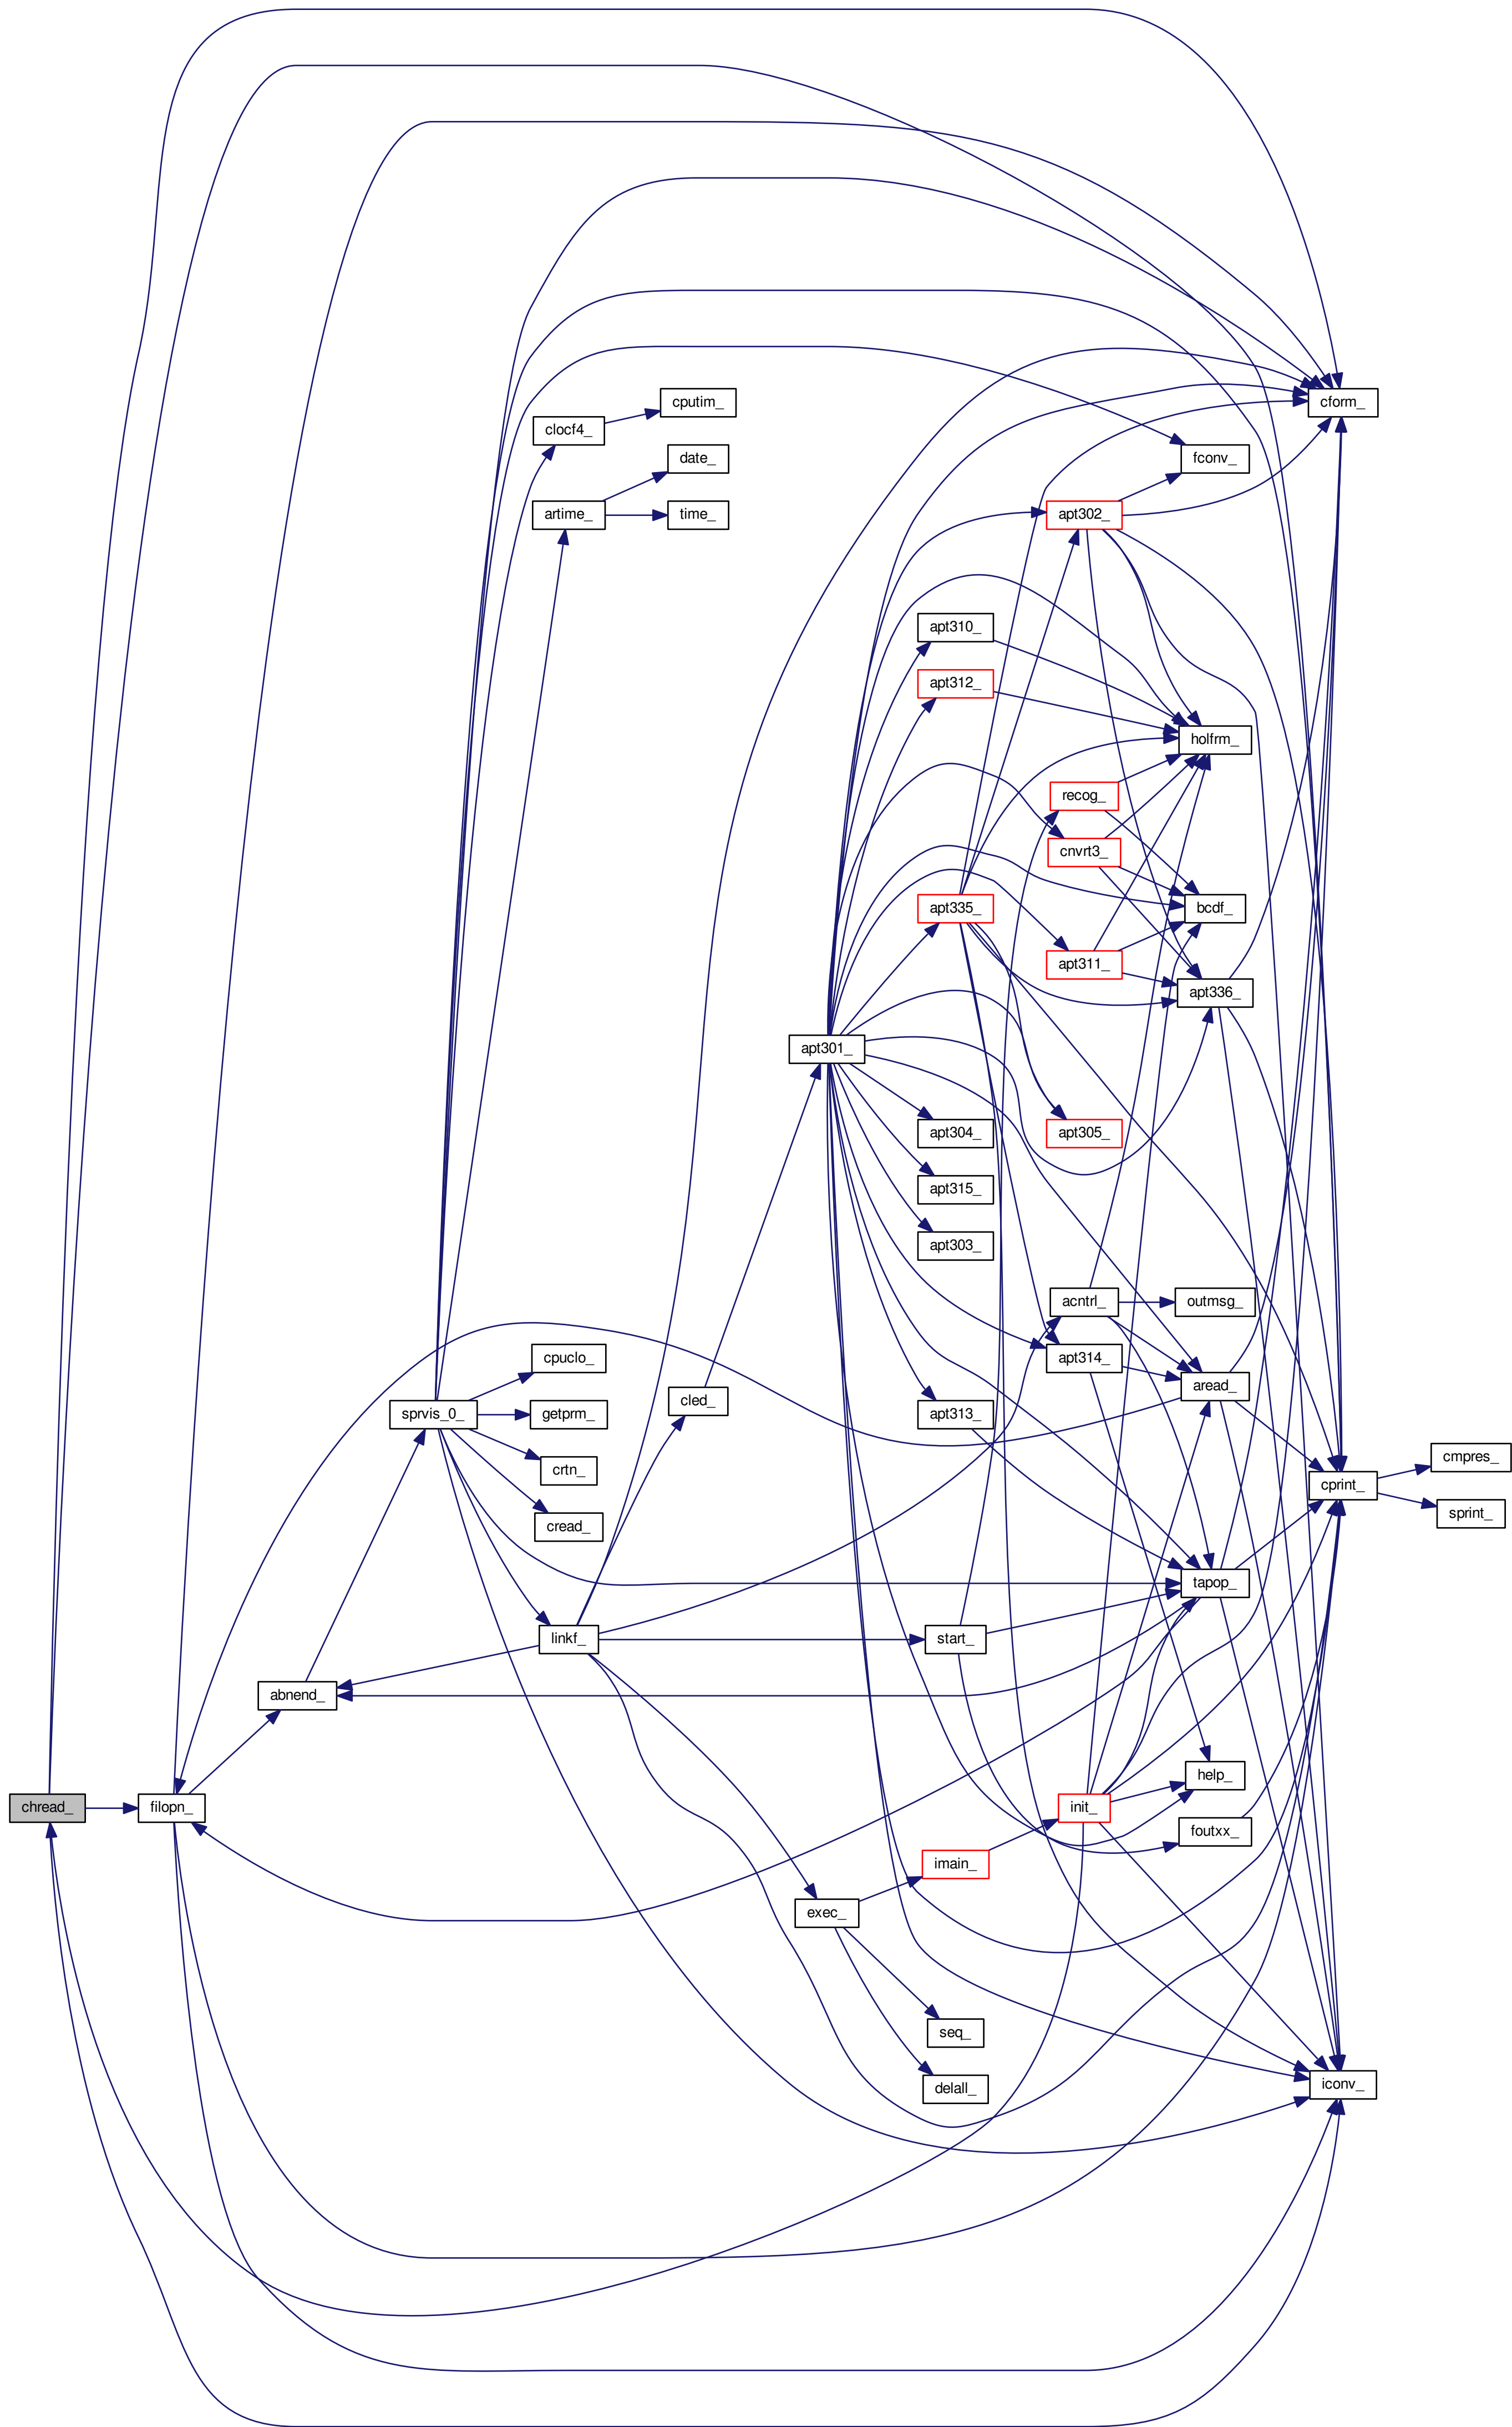 cform_
cputim_
clocf4_
date_
fconv_
artime_
time_
apt302_
apt310_
apt312_
holfrm_
recog_
cnvrt3_
apt335_
bcdf_
apt311_
apt336_
apt301_
apt304_
apt305_
apt315_
apt303_
acntrl_
outmsg_
cpuclo_
apt314_
aread_
cled_
sprvis_0_
getprm_
apt313_
cmpres_
crtn_
cprint_
sprint_
cread_
tapop_
linkf_
start_
abnend_
help_
chread_
filopn_
init_
foutxx_
imain_
exec_
seq_
delall_
iconv_